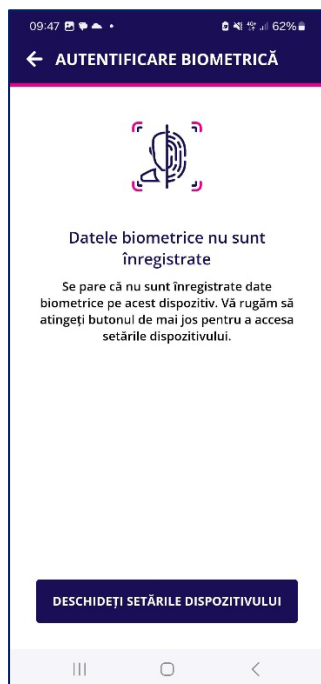 09:47 62%
AUTENTIFICARE BIOMETRICĂ
Datele biometrice nu sunt
înregistrate
Se pare că nu sunt înregistrate date
biometrice pe acest dispozitiv. Vă rugăm să
atingeți butonul de mai jos pentru a accesa
setările dispozitivului.
DESCHIDEȚI SETĂRILE DISPOZITIVULUI